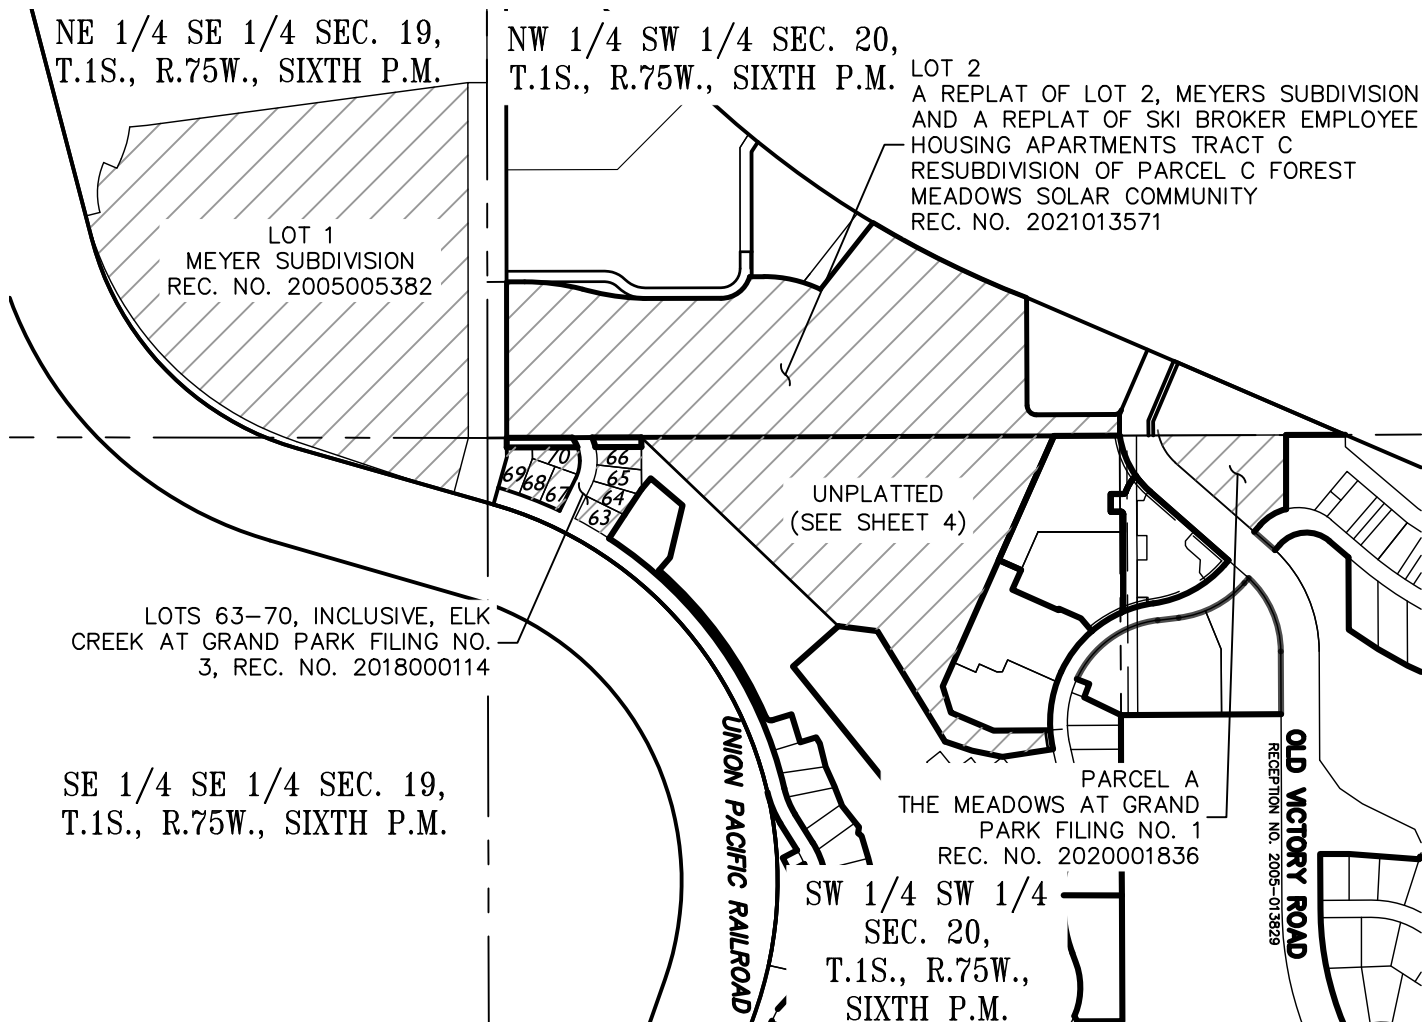 NE 1/4 SE 1/4 SEC. 19,
T.1S., R.75W., SIXTH P.M.
NW 1/4 SW 1/4 SEC. 20,
T.1S., R.75W., SIXTH P.M.
LOT 2
A REPLAT OF LOT 2, MEYERS SUBDIVISION
AND A REPLAT OF SKI BROKER EMPLOYEE
HOUSING APARTMENTS TRACT C
RESUBDIVISION OF PARCEL C FOREST
MEADOWS SOLAR COMMUNITY
REC. NO. 2021013571
LOT 1
MEYER SUBDIVISION
REC. NO. 2005005382
70
69
68
67
66
65
64
63
UNPLATTED
(SEE SHEET 4)
LOTS 63-70, INCLUSIVE, ELK
CREEK AT GRAND PARK FILING NO.
3, REC. NO. 2018000114
SE 1/4 SE 1/4 SEC. 19,
T.1S., R.75W., SIXTH P.M.
UNION PACIFIC RAILROAD
PARCEL A
THE MEADOWS AT GRAND
PARK FILING NO. 1
REC. NO. 2020001836
OLD VICTORY ROAD
RECEPTION NO. 2005-013829
SW 1/4 SW 1/4
SEC. 20,
T.1S., R.75W.,
SIXTH P.M.